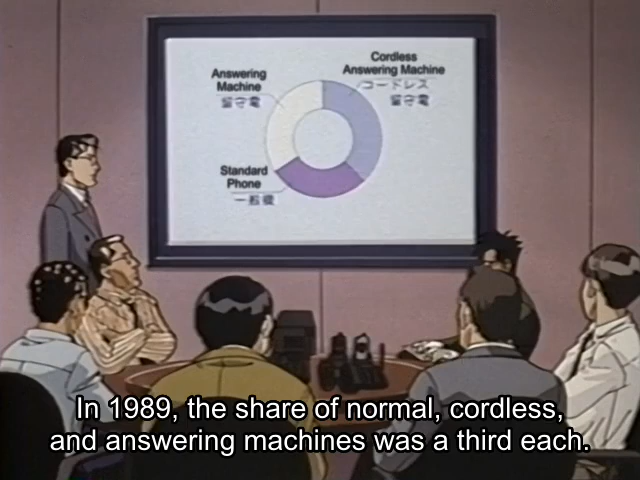 Cordless
Answering Machine
コードレス
留守電
Answering
Machine
留守電
Standard
Phone
一般機
In 1989, the share of normal, cordless,
and answering machines was a third each.